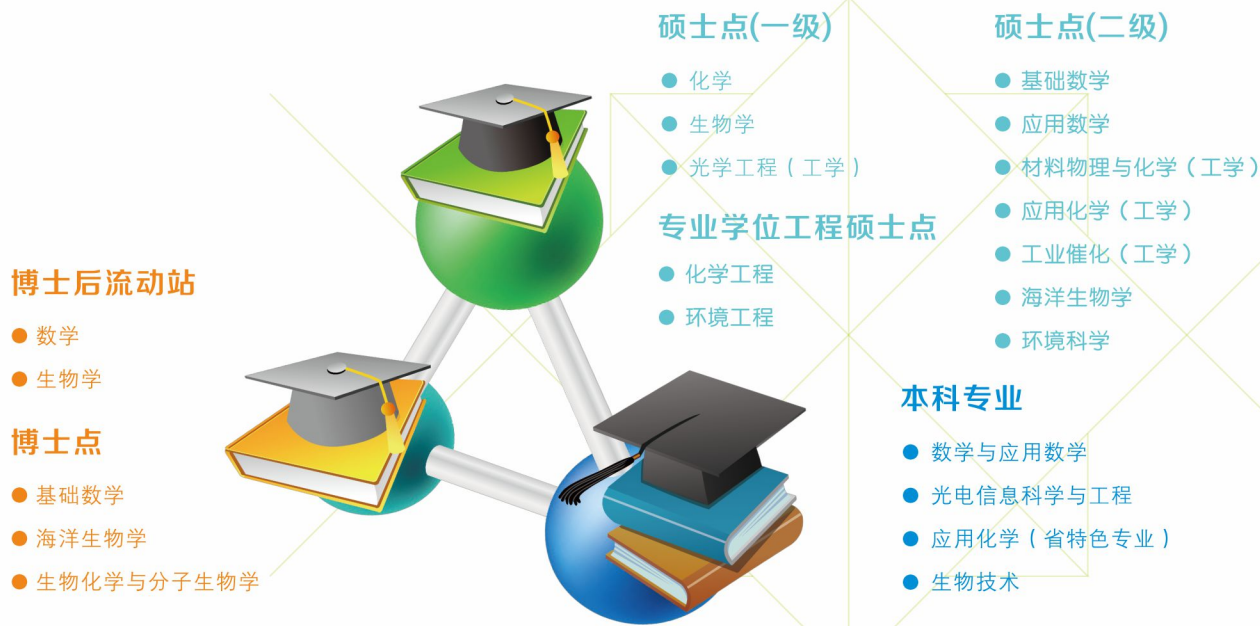 博士后流动站
● 数学
● 生物学
博士点
● 基础数学
● 海洋生物学
● 生物化学与分子生物学
硕士点(一级)
● 化学
● 生物学
● 光学工程（工学）
专业学位工程硕士点
● 化学工程
● 环境工程
硕士点(二级)
● 基础数学
● 应用数学
● 材料物理与化学（工学）
● 应用化学（工学）
● 工业催化（工学）
● 海洋生物学
● 环境科学
本科专业
● 数学与应用数学
● 光电信息科学与工程
● 应用化学（省特色专业）
● 生物技术